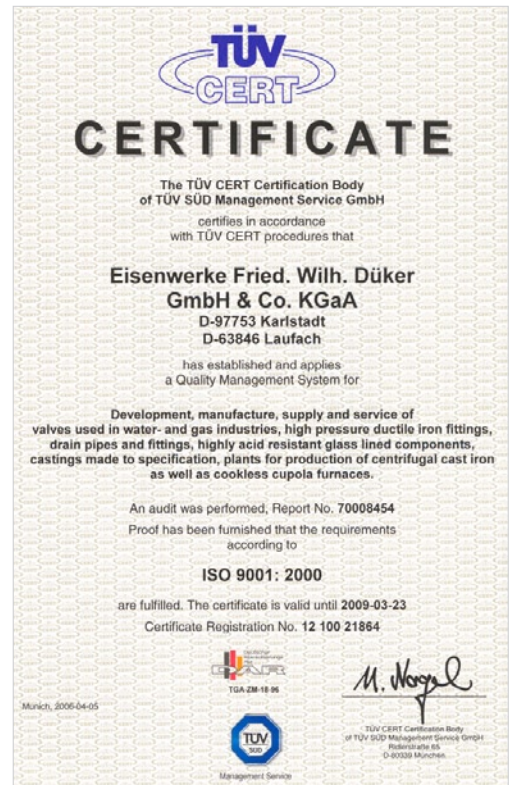 TÜV
CERT
CERTIFICATE
The TÜV CERT Certification Body
of TÜV SÜD Management Service GmbH
certifies in accordance
with TÜV CERT procedures that
Eisenwerke Fried. Wilh. Düker
GmbH & Co. KGaA
D-97753 Karlstadt
D-63846 Laufach
has established and applies
a Quality Management System for
Development, manufacture, supply and service of
valves used in water- and gas industries, high pressure ductile iron fittings,
drain pipes and fittings, highly acid resistant glass lined components,
castings made to specification, plants for production of centrifugal cast iron
as well as cookless cupola furnaces.
An audit was performed, Report No. 70008454
Proof has been furnished that the requirements
according to
ISO 9001: 2000
are fulfilled. The certificate is valid until 2009-03-23
Certificate Registration No. 12 100 21864
DAR
TGA-ZM-18-96
M. Nagel
Munich, 2006-04-05
TÜV
SÜD
Management Service
TÜV CERT Certification Body
of TÜV SÜD Management Service GmbH
Ridlerstraße 65
D-80339 München